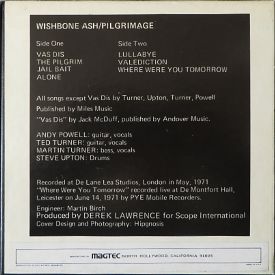 WISHBONE ASH/PILGRIMAGE
Side One
VAS DIS
THE PILGRIM
JAIL BAIT
ALONE
Side Two
LULLABYE
VALEDICTION
WHERE WERE YOU TOMORROW
All songs except Vas Dis by Turner, Upton, Turner, Powell
Published by Miles Music
"Vas Dis" by Jack McDuff, published by Andover Music.
ANDY POWELL: guitar, vocals
TED TURNER: guitar, vocals
MARTIN TURNER: bass, vocals
STEVE UPTON: Drums
Recorded at De Lane Lea Studios, London in May, 1971
"Where Were You Tomorrow" recorded live at De Montfort Hall,
Leicester on June 14, 1971 by PYE Mobile Recorders.
Engineer: Martin Birch
Produced by DEREK LAWRENCE for Scope International
Cover Design and Photography: Hipgnosis
MAGTEC NORTH HOLLYWOOD, CALIFORNIA 91605